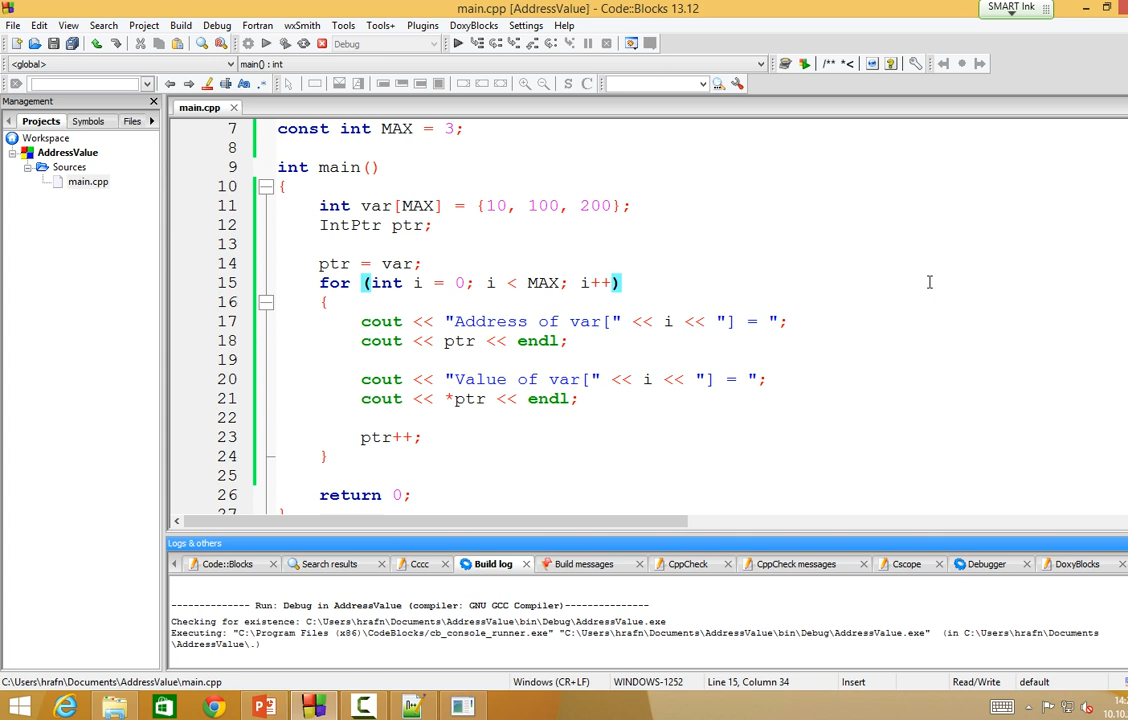 main.cpp [AddressValue] - Code::Blocks 13.12
SMART Ink
File Edit View Search Project Build Debug Fortran wxSmith Tools Tools+ Plugins DoxyBlocks Settings Help
Debug
<global> main() : int
/** *<
S C
Management
main.cpp
Projects Symbols Files
Workspace
AddressValue
Sources
main.cpp
7 const int MAX = 3;
8
9 int main()
10 {
11 int var[MAX] = {10, 100, 200};
12 IntPtr ptr;
13
14 ptr = var;
15 for (int i = 0; i < MAX; i++)
16 {
17 cout << "Address of var[" << i << "] = ";
18 cout << ptr << endl;
19
20 cout << "Value of var[" << i << "] = ";
21 cout << *ptr << endl;
22
23 ptr++;
24 }
25
26 return 0;
27 }
Logs & others
Code::Blocks Search results Cccc Build log Build messages CppCheck CppCheck messages Cscope Debugger DoxyBlocks
-------------- Run: Debug in AddressValue (compiler: GNU GCC Compiler)---------------
Checking for existence: C:\Users\hrafn\Documents\AddressValue\bin\Debug\AddressValue.exe
Executing: "C:\Program Files (x86)\CodeBlocks/cb_console_runner.exe" "C:\Users\hrafn\Documents\AddressValue\bin\Debug\AddressValue.exe" (in C:\Users\hrafn\Documents
\AddressValue\.)
C:\Users\hrafn\Documents\AddressValue\main.cpp Windows (CR+LF) WINDOWS-1252 Line 15, Column 34 Insert Read/Write default